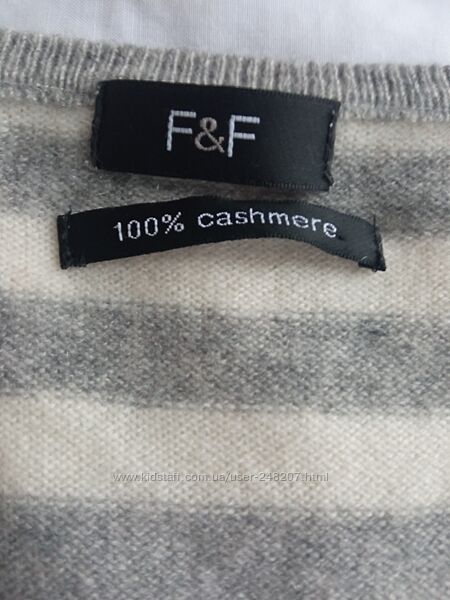 F&F
100% cashmere
www.kidstaff.com.ua/user-248207.html